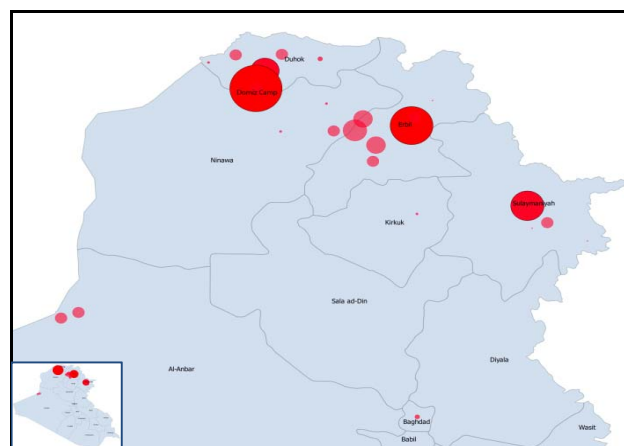 Duhok
Domiz Camp
Erbil
Ninawa
Sulaymaniyah
Kirkuk
Sala ad-Din
Al-Anbar
Diyala
Baghdad
Wasit
Babil